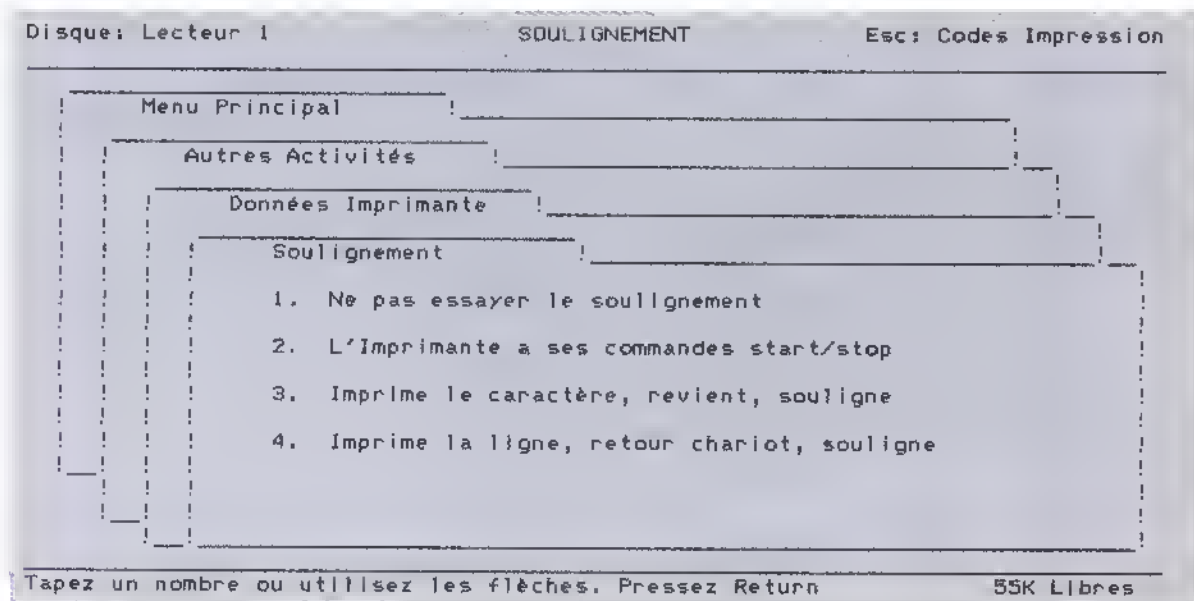 Disque: Lecteur 1 SOULIGNEMENT Esc: Codes Impression
Menu Principal
Autres Activités
Données Imprimante
Soulignement
1. Ne pas essayer le soulignement
2. L'Imprimante a ses commandes start/stop
3. Imprime le caractère, revient, souligne
4. Imprime la ligne, retour chariot, souligne
Tapez un nombre ou utilisez les flèches. Pressez Return 55K Libres